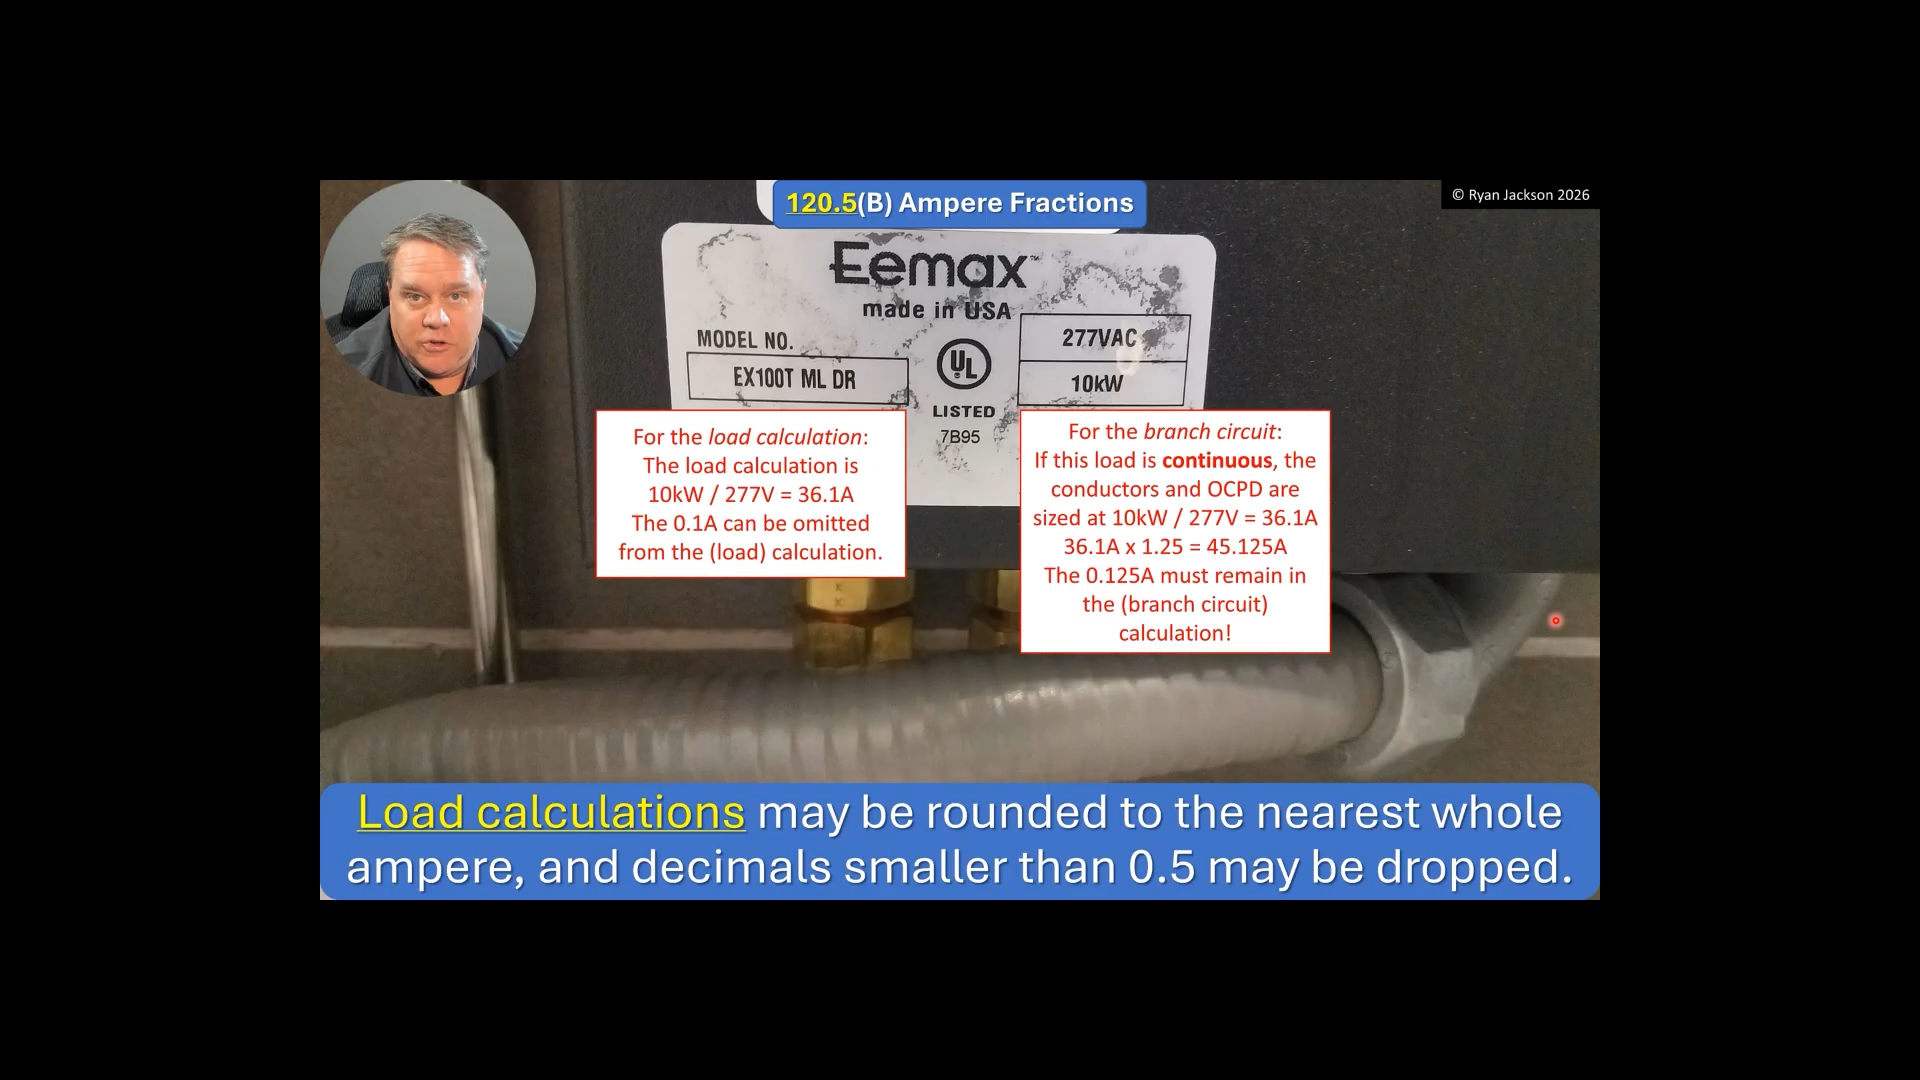 120.5(B) Ampere Fractions
© Ryan Jackson 2026
Eemax
made in USA
MODEL NO.
EX100T ML DR
UL
LISTED
7B95
277VAC
10kW
For the load calculation:
The load calculation is
10kW / 277V = 36.1A
The 0.1A can be omitted
from the (load) calculation.
For the branch circuit:
If this load is continuous, the
conductors and OCPD are
sized at 10kW / 277V = 36.1A
36.1A x 1.25 = 45.125A
The 0.125A must remain in
the (branch circuit)
calculation!
Load calculations may be rounded to the nearest whole
ampere, and decimals smaller than 0.5 may be dropped.